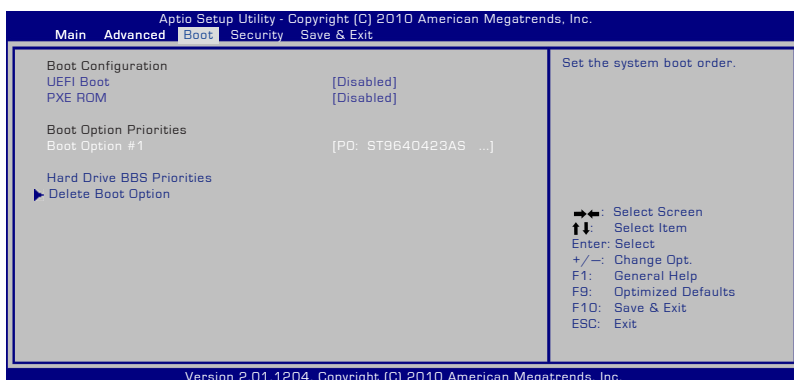 Aptio Setup Utility - Copyright (C) 2010 American Megatrends, Inc.
Main Advanced Boot Security Save & Exit
Boot Configuration
UEFI Boot [Disabled]
PXE ROM [Disabled]
Boot Option Priorities
Boot Option #1 [P0: ST9640423AS ...]
Hard Drive BBS Priorities
Delete Boot Option
Set the system boot order.
→←: Select Screen
↑↓: Select Item
Enter: Select
+/—: Change Opt.
F1: General Help
F9: Optimized Defaults
F10: Save & Exit
ESC: Exit
Version 2.01.1204. Copyright (C) 2010 American Megatrends, Inc.